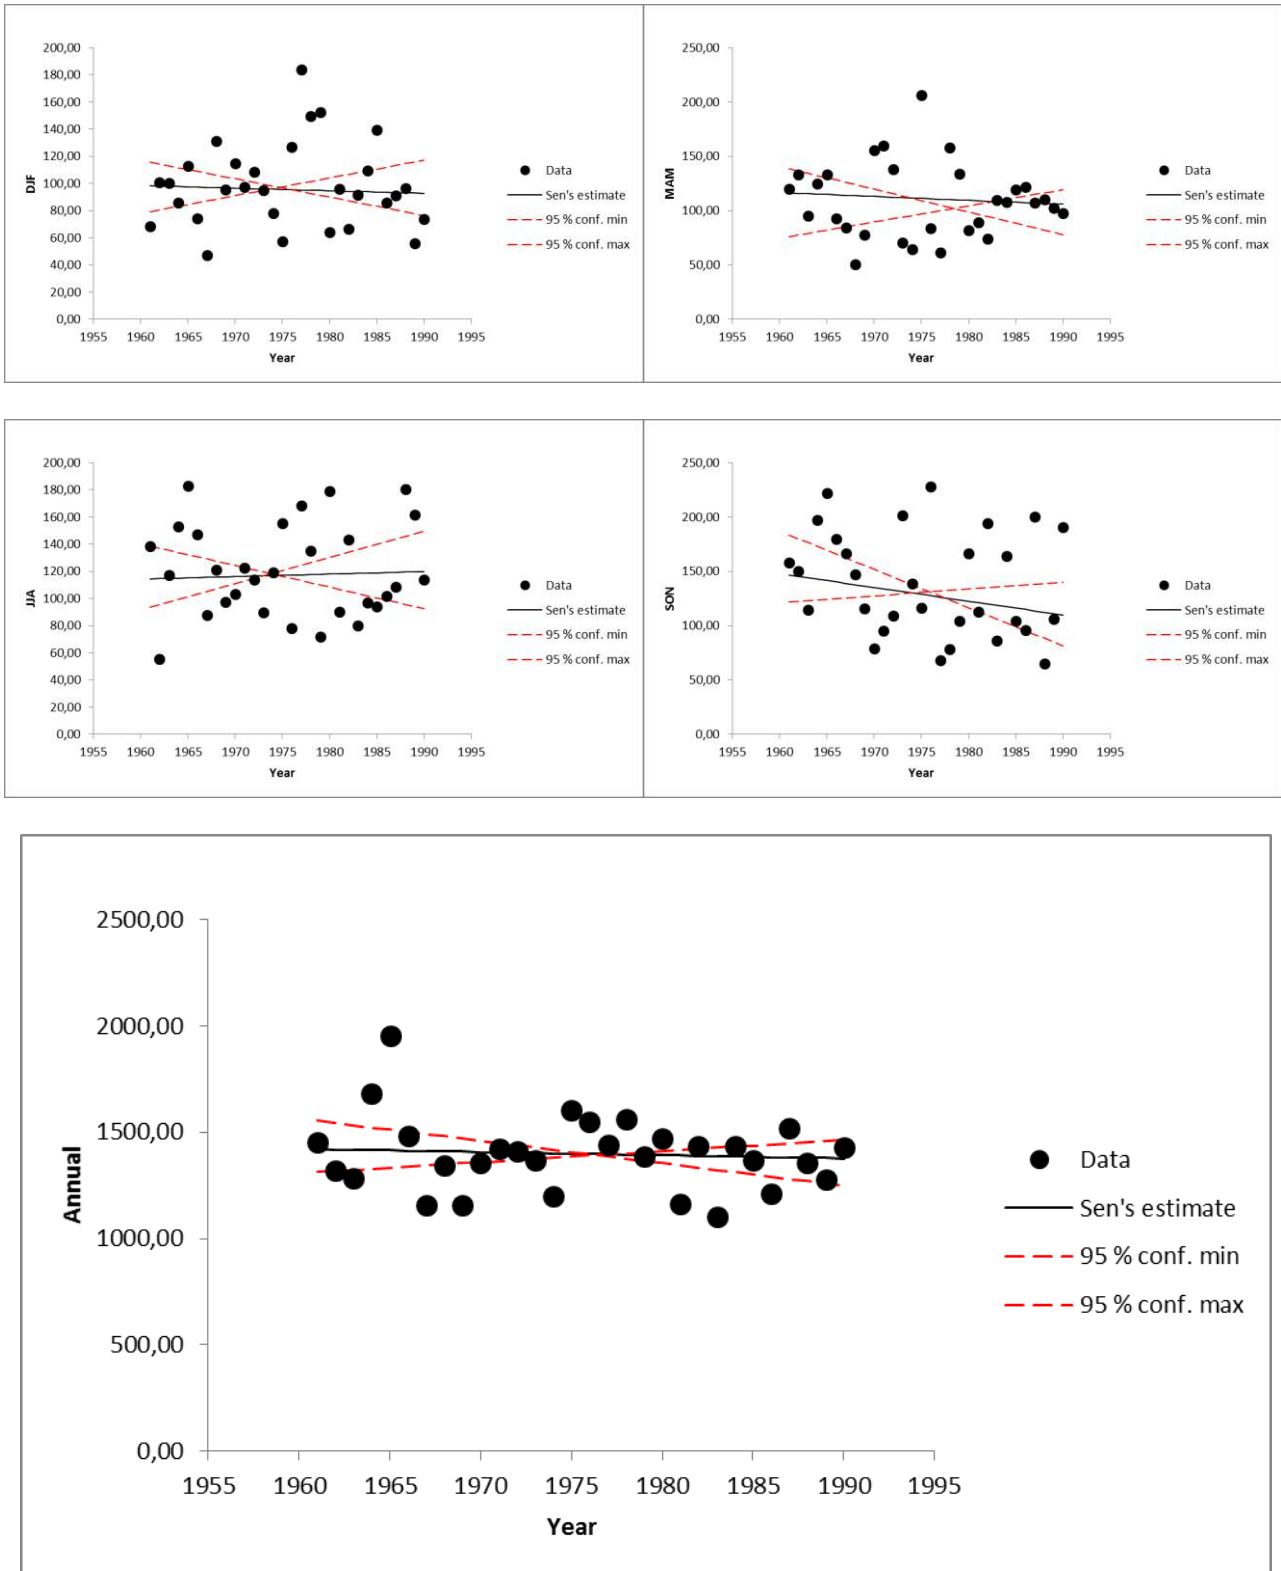 200,00
180,00
160,00
140,00
120,00
100,00
80,00
60,00
40,00
20,00
0,00
DJF
1955 1960 1965 1970 1975 1980 1985 1990 1995
Year
Data
Sen's estimate
95 % conf. min
95 % conf. max
250,00
200,00
150,00
100,00
50,00
0,00
MAM
1955 1960 1965 1970 1975 1980 1985 1990 1995
Year
Data
Sen's estimate
95 % conf. min
95 % conf. max
200,00
180,00
160,00
140,00
120,00
100,00
80,00
60,00
40,00
20,00
0,00
JJA
1955 1960 1965 1970 1975 1980 1985 1990 1995
Year
Data
Sen's estimate
95 % conf. min
95 % conf. max
250,00
200,00
150,00
100,00
50,00
0,00
SON
1955 1960 1965 1970 1975 1980 1985 1990 1995
Year
Data
Sen's estimate
95 % conf. min
95 % conf. max
2500,00
2000,00
1500,00
1000,00
500,00
0,00
Annual
1955 1960 1965 1970 1975 1980 1985 1990 1995
Year
Data
Sen's estimate
95 % conf. min
95 % conf. max